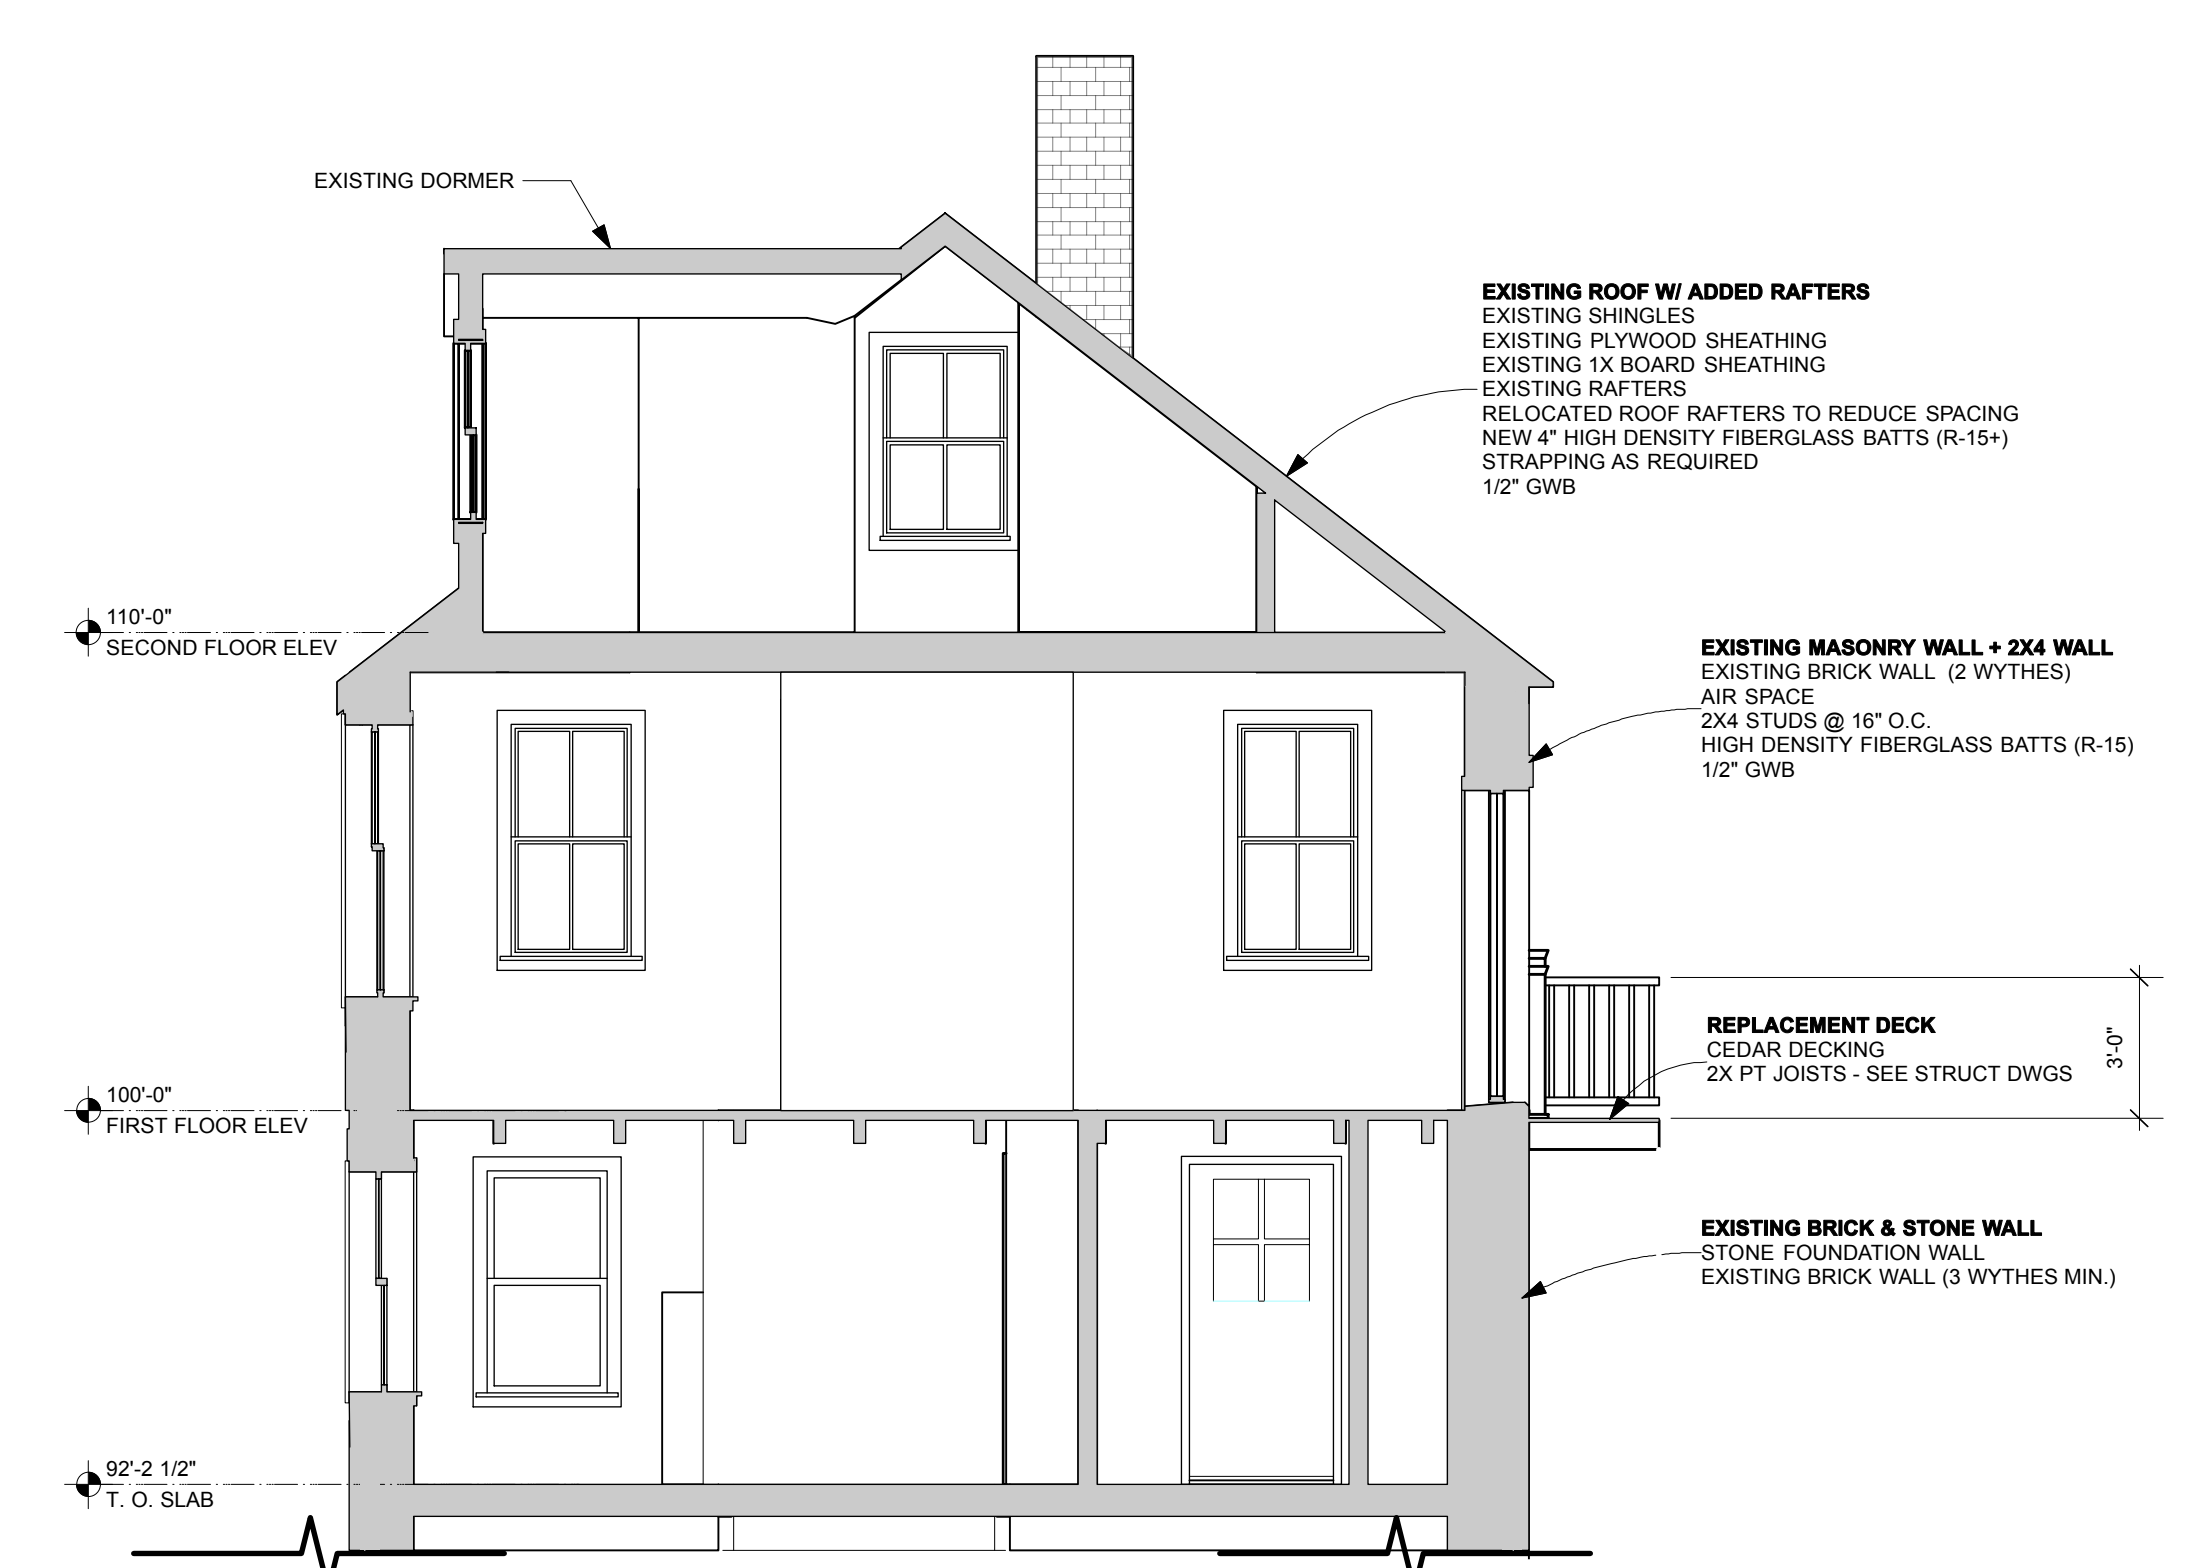 EXISTING DORMER
EXISTING ROOF W/ ADDED RAFTERS
EXISTING SHINGLES
EXISTING PLYWOOD SHEATHING
EXISTING 1X BOARD SHEATHING
EXISTING RAFTERS
RELOCATED ROOF RAFTERS TO REDUCE SPACING
NEW 4" HIGH DENSITY FIBERGLASS BATTS (R-15+)
STRAPPING AS REQUIRED
1/2" GWB
110'-0"
SECOND FLOOR ELEV
EXISTING MASONRY WALL + 2X4 WALL
EXISTING BRICK WALL (2 WYTHES)
AIR SPACE
2X4 STUDS @ 16" O.C.
HIGH DENSITY FIBERGLASS BATTS (R-15)
1/2" GWB
REPLACEMENT DECK
CEDAR DECKING
2X PT JOISTS - SEE STRUCT DWGS
3'-0"
100'-0"
FIRST FLOOR ELEV
EXISTING BRICK & STONE WALL
STONE FOUNDATION WALL
EXISTING BRICK WALL (3 WYTHES MIN.)
92'-2 1/2"
T. O. SLAB